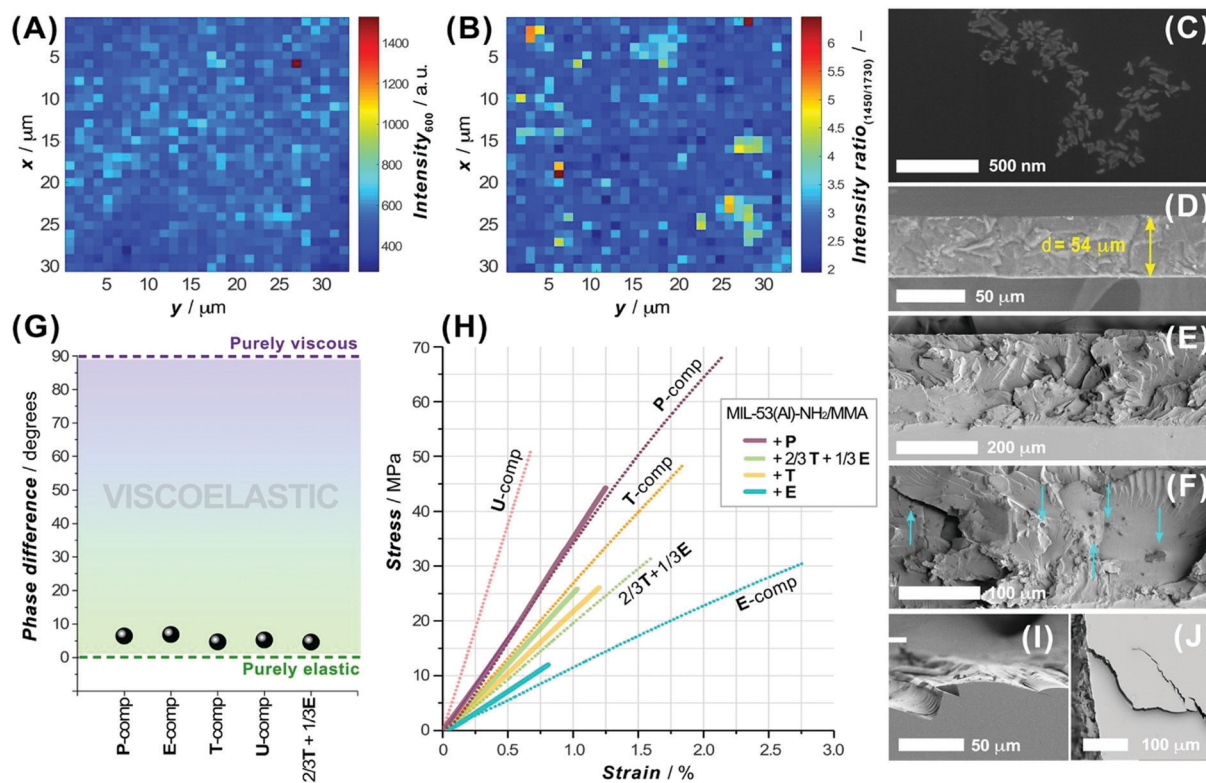 (A)
x / μm
5
10
15
20
25
30
5 10 15 20 25 30
y / μm
1400
1200
1000
800
600
400
Intensity600 / a.u.
(B)
x / μm
5
10
15
20
25
30
5 10 15 20 25 30
y / μm
6
5.5
5
4.5
4
3.5
3
2.5
2
Intensity ratio(1450/1730) / –
(C)
500 nm
(D)
d = 54 μm
50 μm
(E)
200 μm
(F)
100 μm
(G)
Purely viscous
90
80
70
60
50
40
30
20
10
0
Phase difference / degrees
VISCOELASTIC
Purely elastic
P-comp
E-comp
T-comp
U-comp
2/3T + 1/3E
(H)
70
60
50
40
30
20
10
0
Stress / MPa
U-comp
P-comp
T-comp
2/3T+1/3E
E-comp
MIL-53(Al)-NH₂/MMA
+ P
+ 2/3 T + 1/3 E
+ T
+ E
0 0.5 1.0 1.5 2.0 2.5 3.0
Strain / %
(I)
50 μm
(J)
100 μm